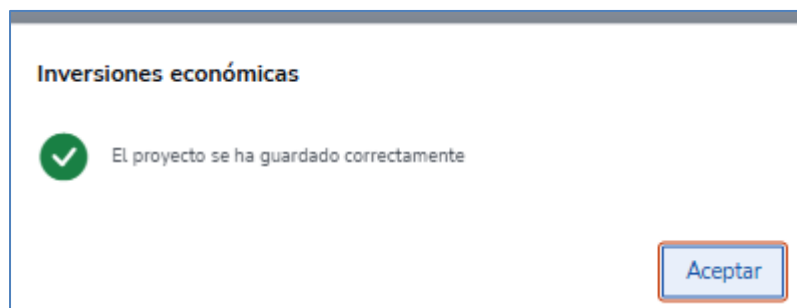 Inversiones económicas
El proyecto se ha guardado correctamente
Aceptar